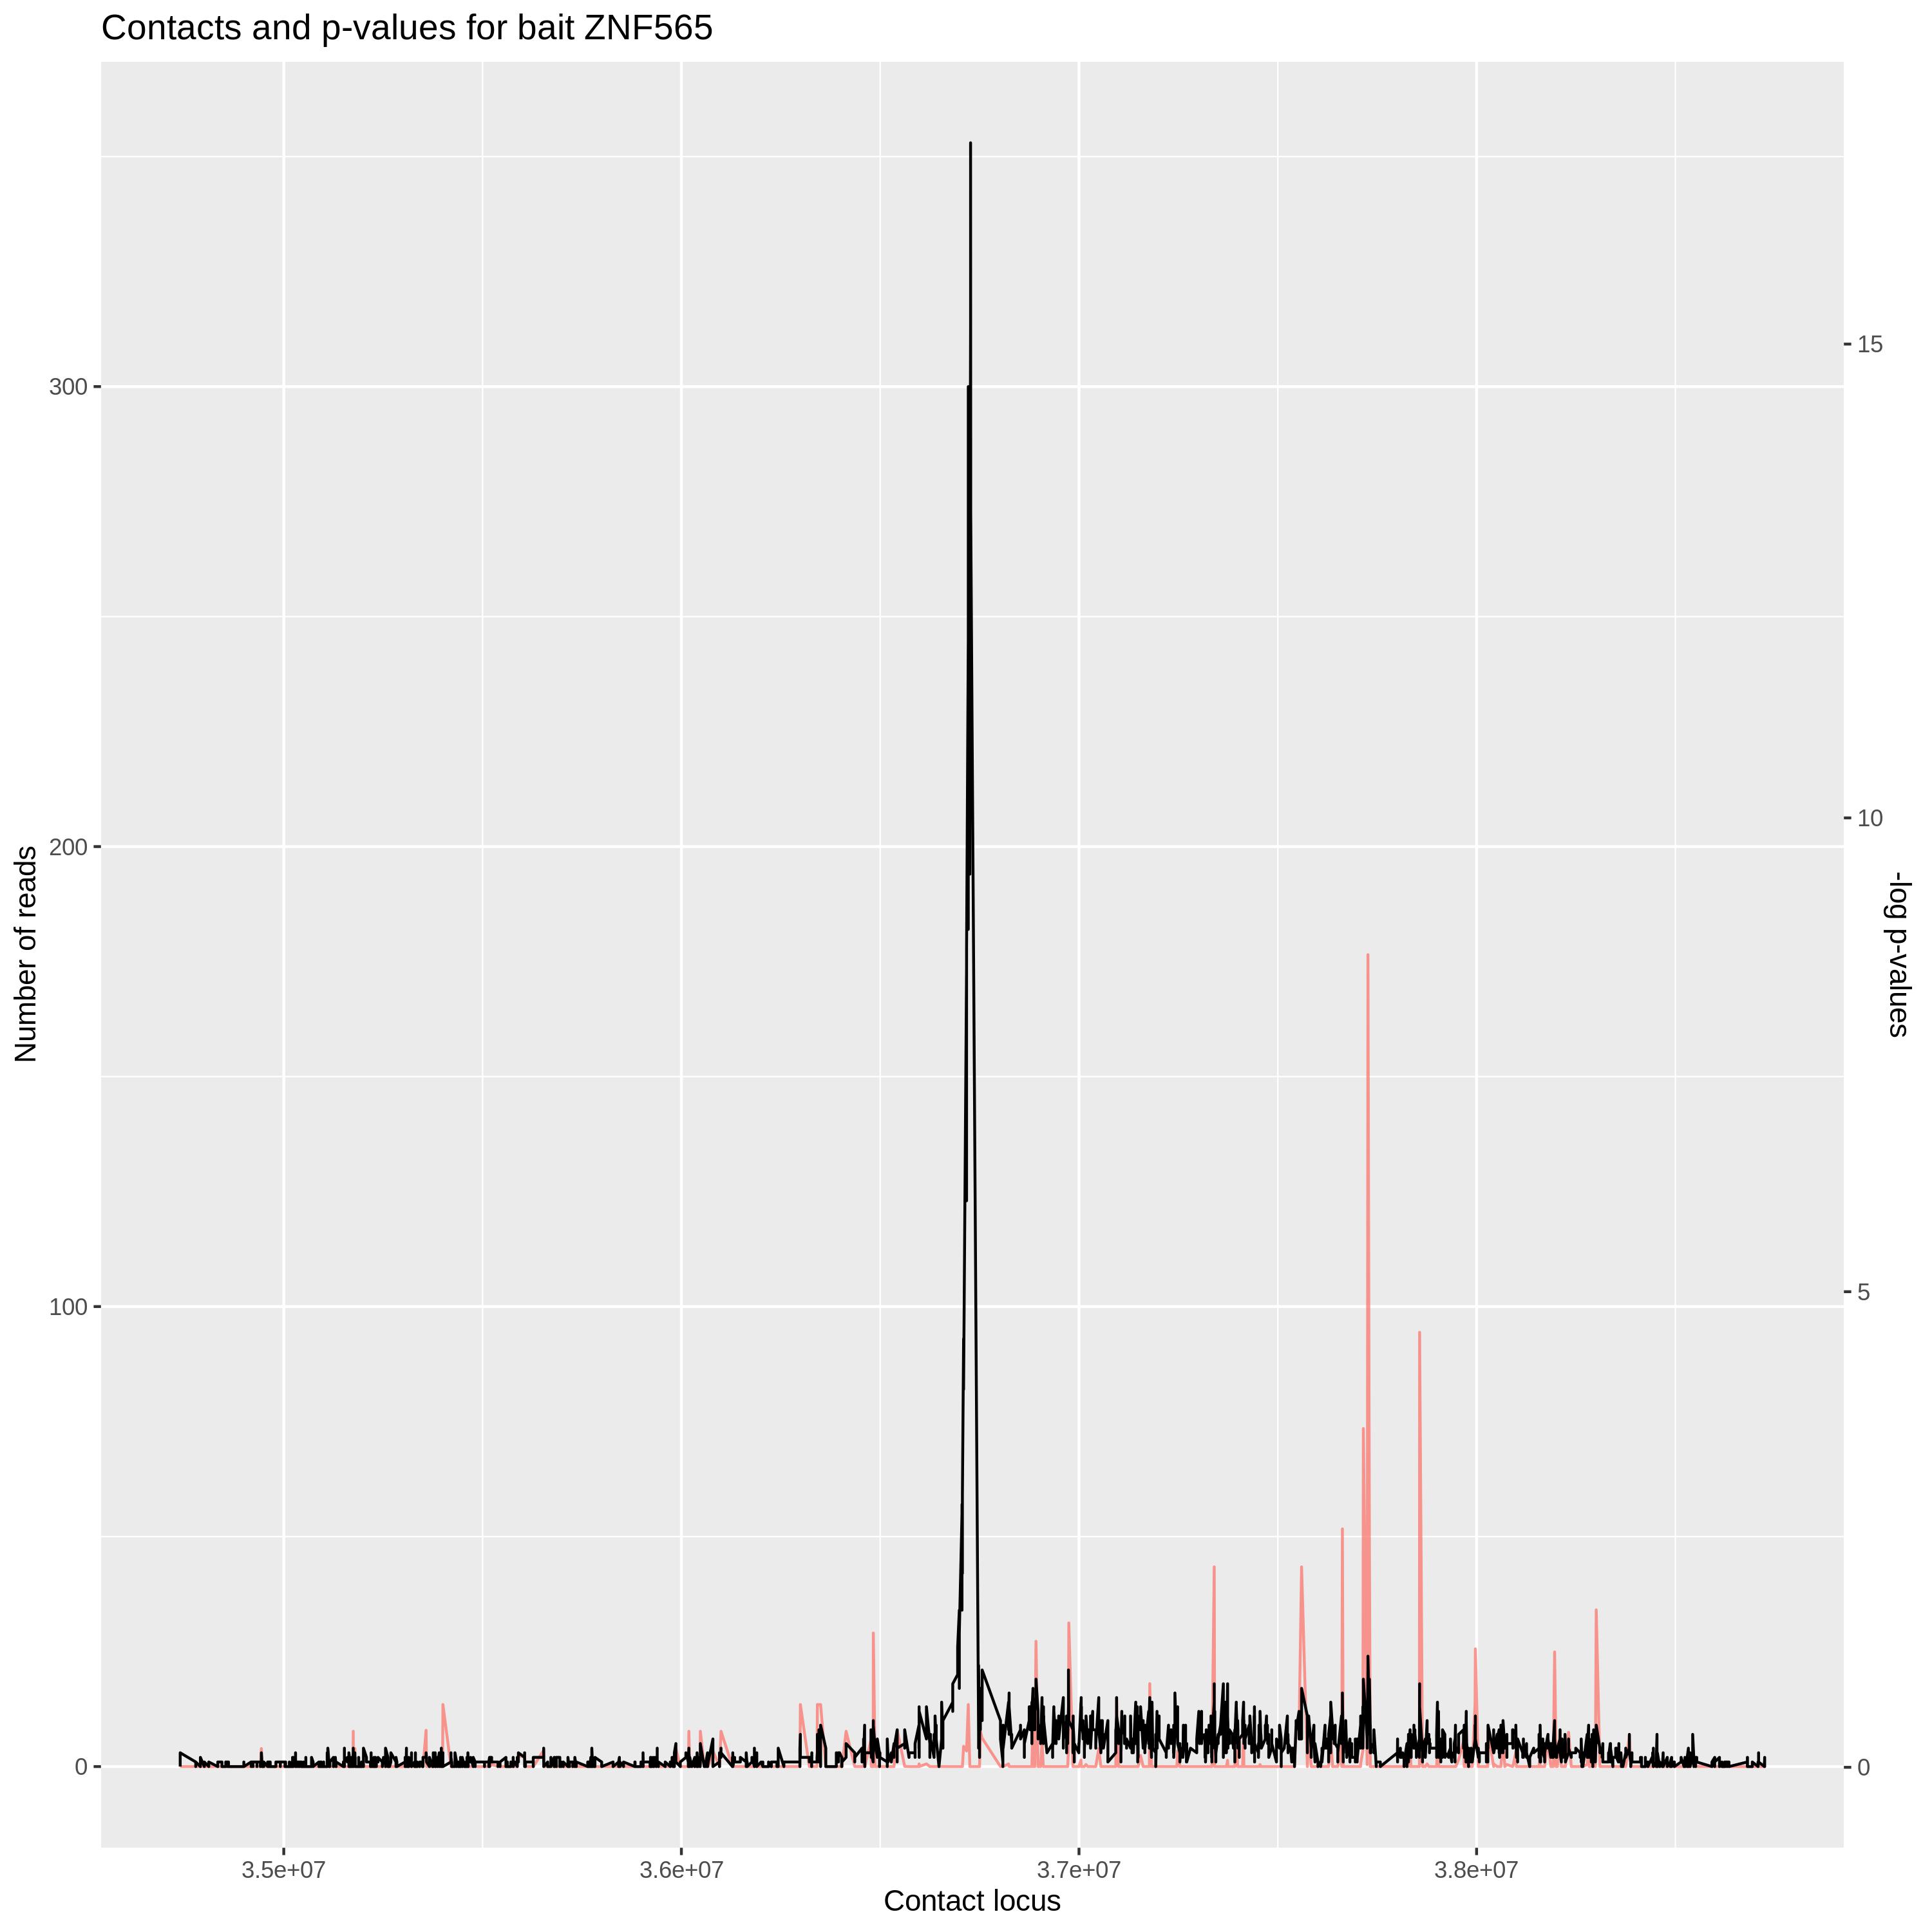 Contacts and p-values for bait ZNF565
Number of reads
300
200
100
0
15
10
5
0
-log p-values
3.5e+07
3.6e+07
3.7e+07
3.8e+07
Contact locus